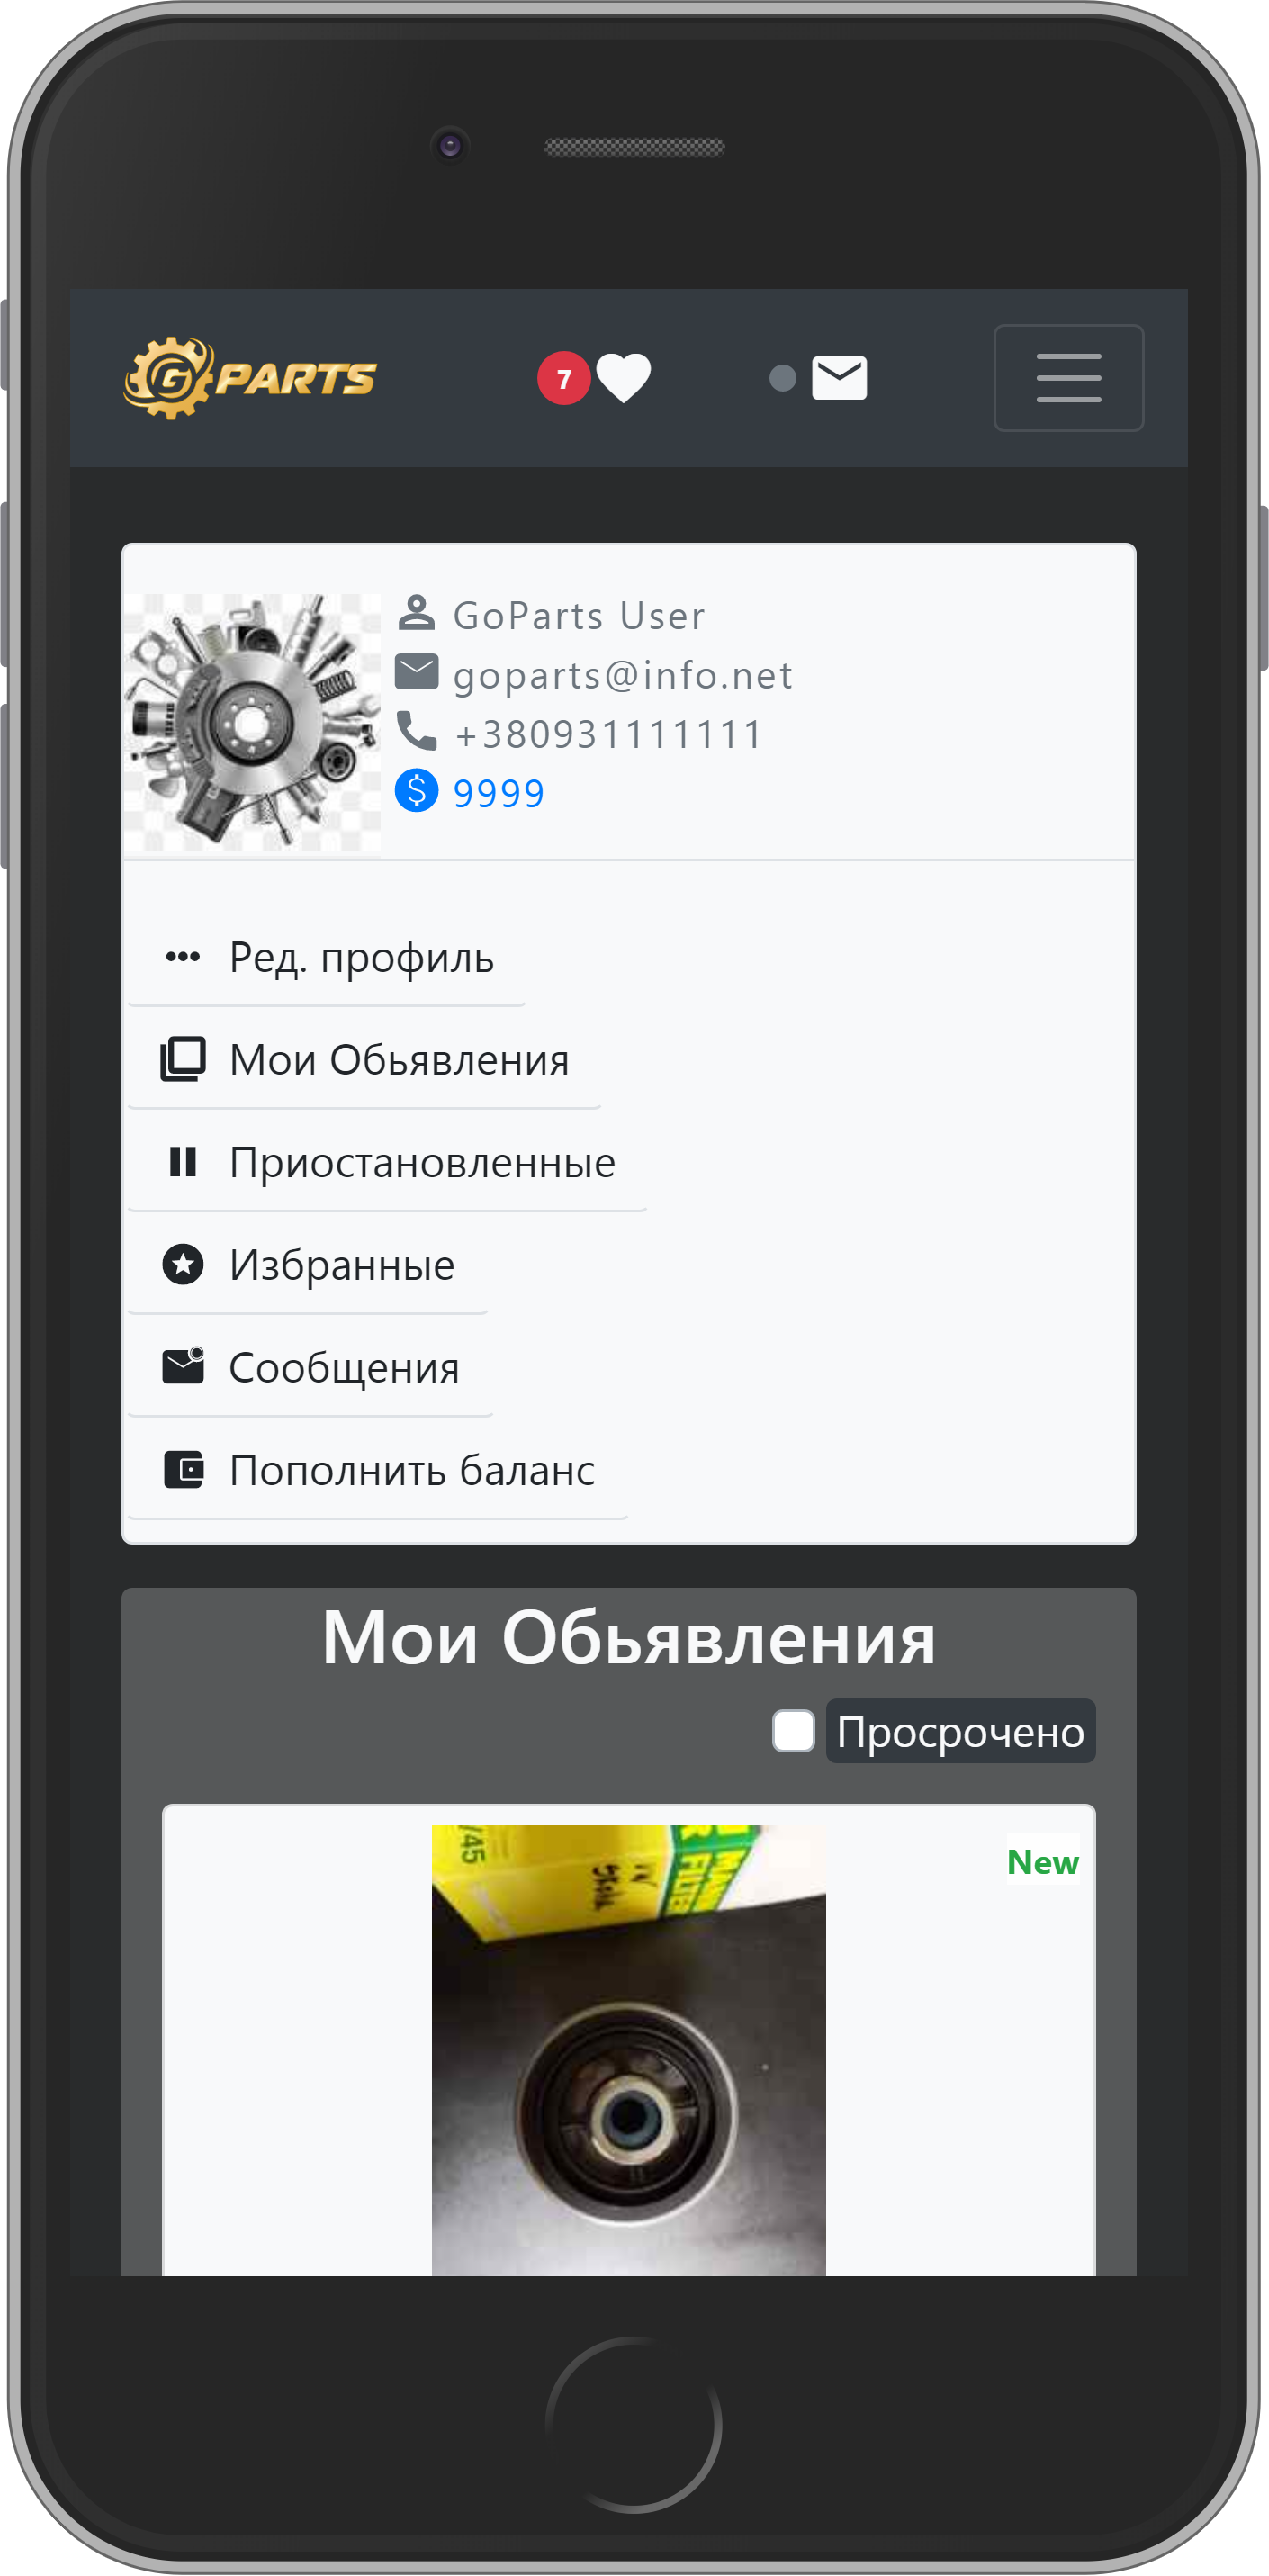 G PARTS
7
GoParts User
goparts@info.net
+380931111111
9999
Ред. профиль
Мои Обьявления
Приостановленные
Избранные
Сообщения
Пополнить баланс
Мои Обьявления
Просрочено
New
/45